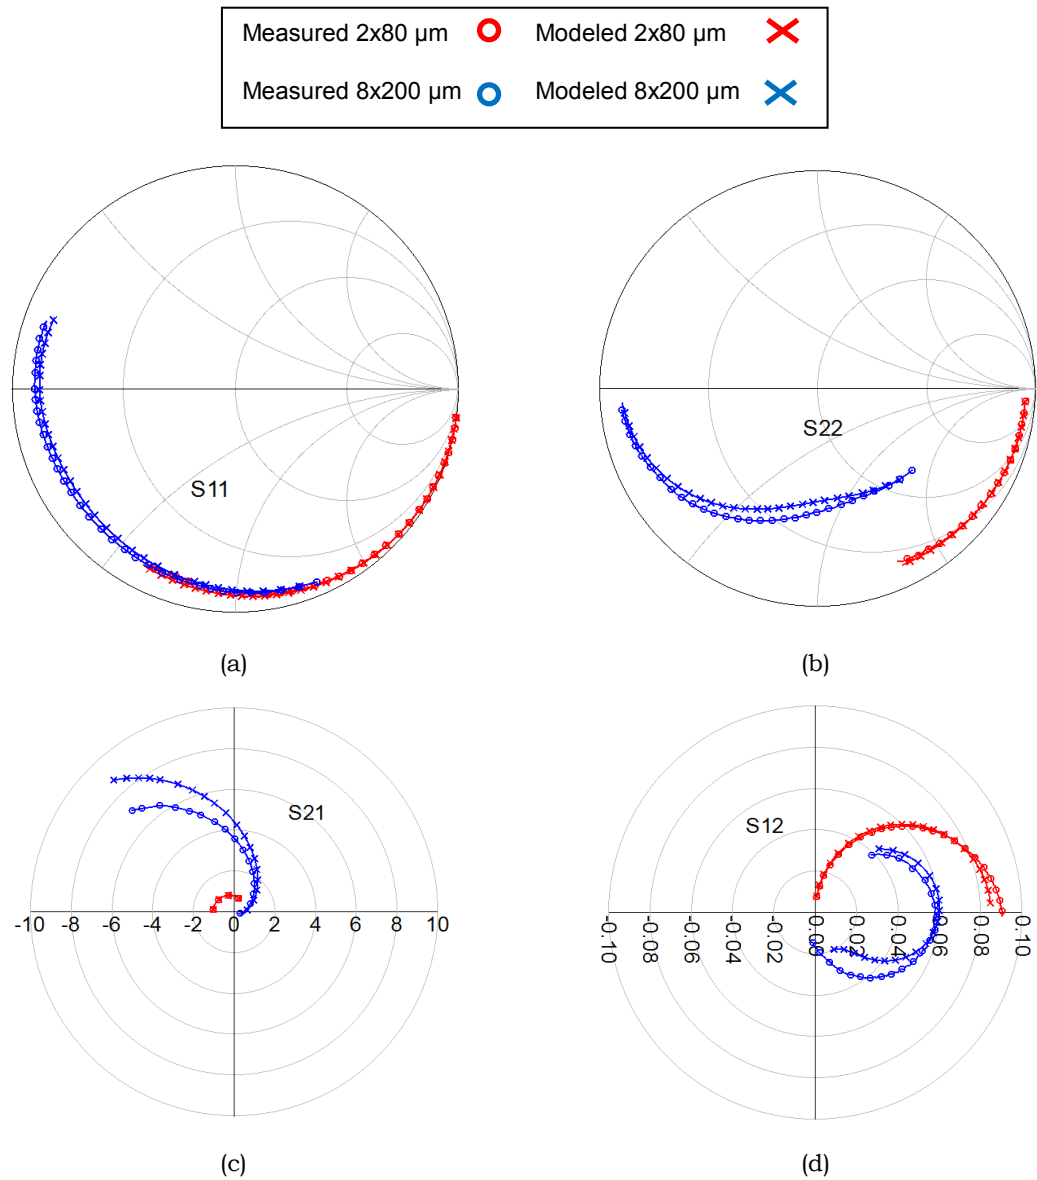 Measured 2x80 µm Modeled 2x80 µm
Measured 8x200 µm Modeled 8x200 µm
S11
S22
(a)
(b)
S21
-10 -8 -6 -4 -2 0 2 4 6 8 10
S12
-0.10 -0.08 -0.06 -0.04 -0.02 0.00 0.02 0.04 0.06 0.08 0.10
(c)
(d)